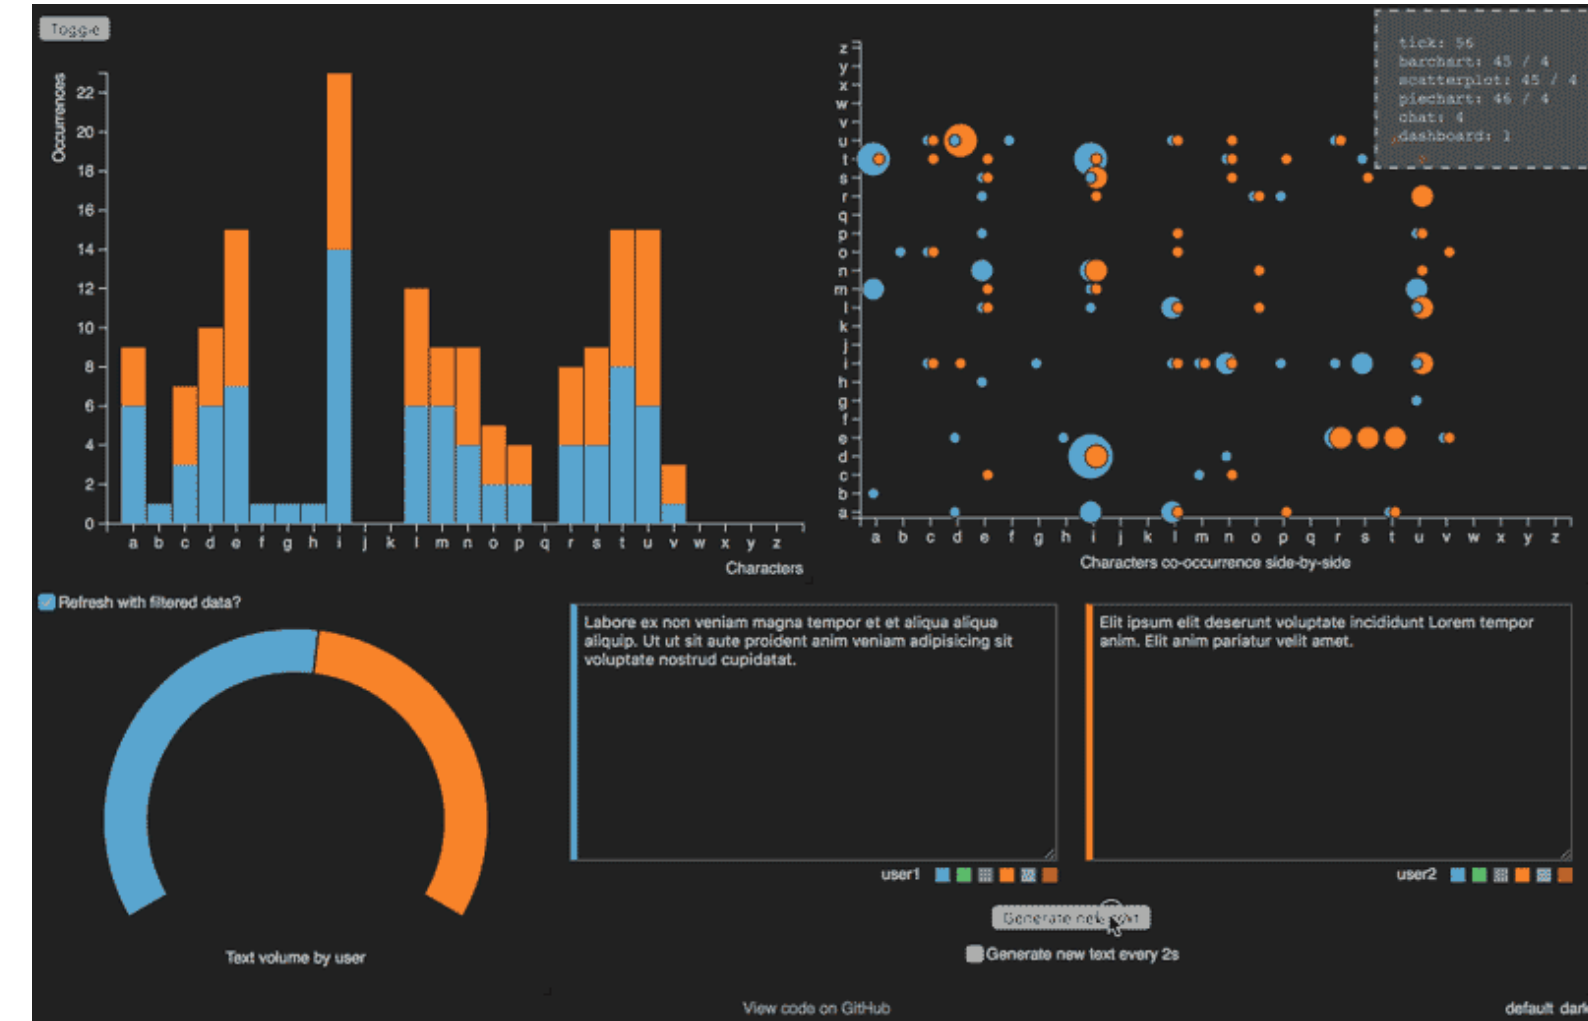 Toggle
Occurrences
22
20
18
16
14
12
10
8
6
4
2
0
a b c d e f g h i j k l m n o p q r s t u v w x y z
Characters
z
y
x
w
v
u
t
s
r
q
p
o
n
m
l
k
j
i
h
g
f
e
d
c
b
a
a b c d e f g h i j k l m n o p q r s t u v w x y z
Characters co-occurrence side-by-side
tick: 56
barchart: 45 / 4
scatterplot: 45 / 4
piechart: 46 / 4
chat: 4
dashboard: 1
Refresh with filtered data?
Text volume by user
Labore ex non veniam magna tempor et et aliqua aliqua
aliquip. Ut ut sit aute proident anim veniam adipisicing sit
voluptate nostrud cupidatat.
user1
Elit ipsum elit deserunt voluptate incididunt Lorem tempor
anim. Elit anim pariatur velit amet.
user2
Generate new text
Generate new text every 2s
View code on GitHub
default dark